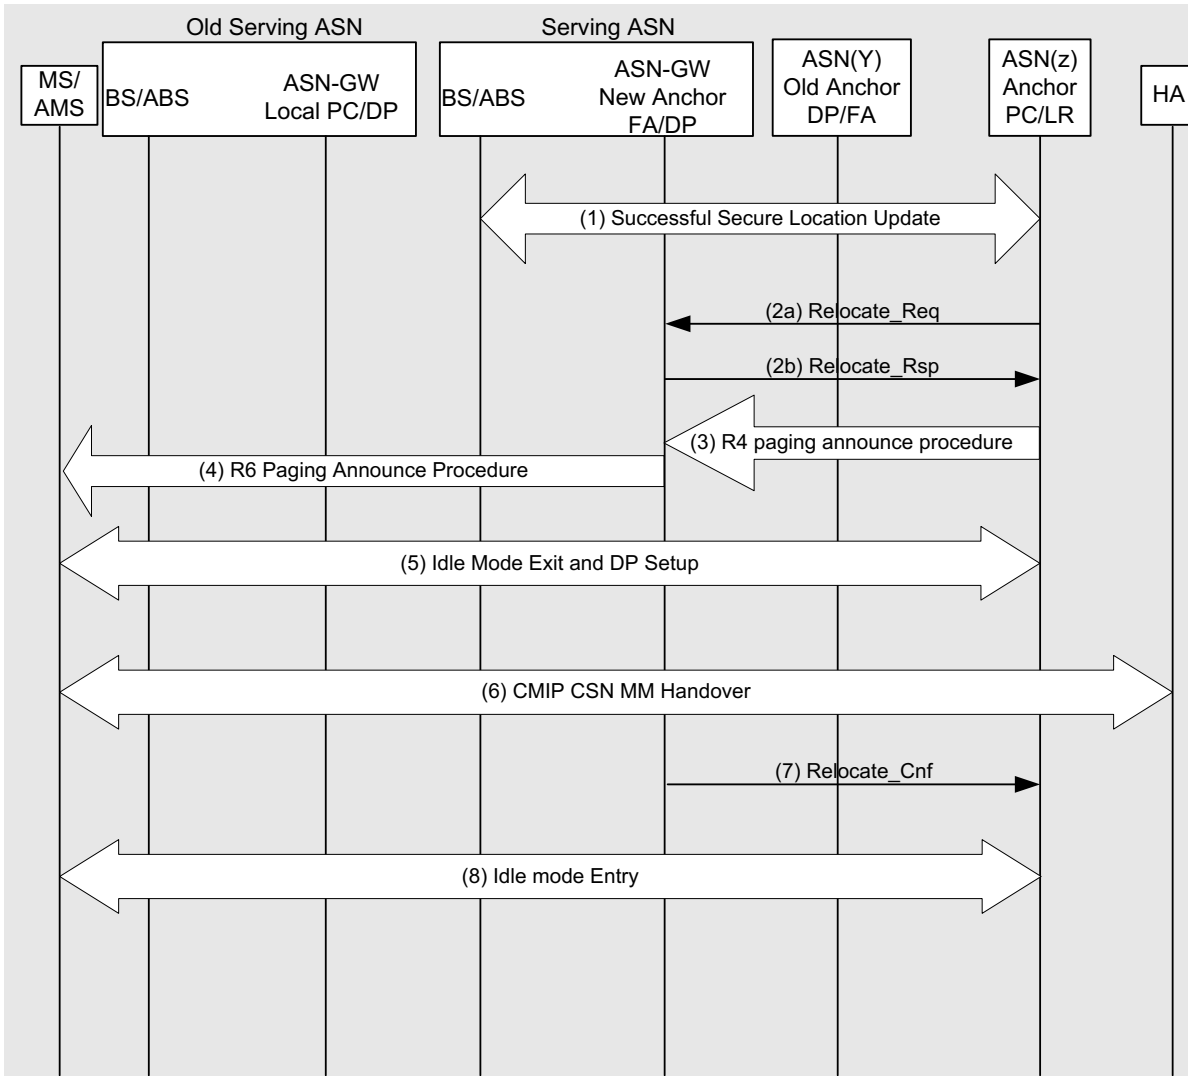 Old Serving ASN
Serving ASN
MS/
AMS
BS/ABS
ASN-GW
Local PC/DP
BS/ABS
ASN-GW
New Anchor
FA/DP
ASN(Y)
Old Anchor
DP/FA
ASN(z)
Anchor
PC/LR
HA
(1) Successful Secure Location Update
(2a) Relocate_Req
(2b) Relocate_Rsp
(3) R4 paging announce procedure
(4) R6 Paging Announce Procedure
(5) Idle Mode Exit and DP Setup
(6) CMIP CSN MM Handover
(7) Relocate_Cnf
(8) Idle mode Entry